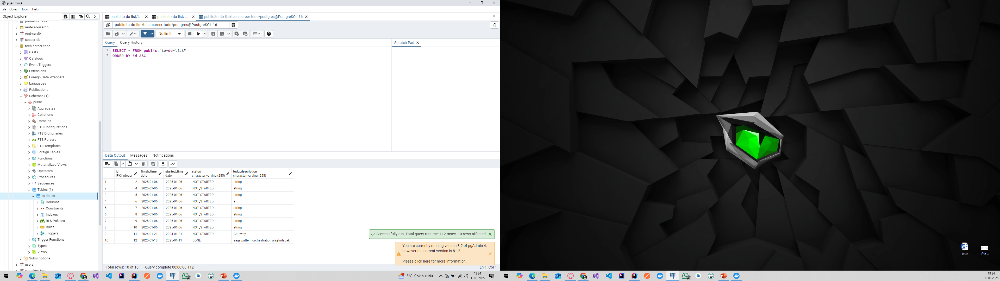 pgAdmin 4
File Object Tools Help
Object Explorer
public.to-do-list/t... public.to-do-list/t... public.to-do-list/tech-career-todo/postgres@PostgreSQL 16
productservice
rent-car-userdb
rent-cardb
soccer-db
tech-career-todo
Casts
Catalogs
Event Triggers
Extensions
Foreign Data Wrappers
Languages
Publications
Schemas (1)
public
Aggregates
Collations
Domains
FTS Configurations
FTS Dictionaries
Aa FTS Parsers
FTS Templates
Foreign Tables
Functions
Materialized Views
Operators
Procedures
1..3 Sequences
Tables (1)
to-do-list
Columns
Constraints
Indexes
RLS Policies
Rules
Triggers
Trigger Functions
Types
Views
Subscriptions
users
public.to-do-list/tech-career-todo/postgres@PostgreSQL 16
No limit
Query Query History
Scratch Pad
1 SELECT * FROM public."to-do-list"
2 ORDER BY id ASC
Data Output Messages Notifications
id finish_time started_time status todo_description
[PK] integer date date character varying (255) character varying (255)
1 2 2025-01-06 2025-01-06 NOT_STARTED string
2 4 2025-01-06 2025-01-06 NOT_STARTED string
3 5 2025-01-06 2025-01-06 NOT_STARTED string
4 6 2025-01-06 2025-01-06 NOT_STARTED a
5 7 2025-01-06 2025-01-06 NOT_STARTED string
6 8 2025-01-06 2025-01-06 NOT_STARTED string
7 9 2025-01-06 2025-01-06 NOT_STARTED string
8 10 2025-01-06 2025-01-06 NOT_STARTED string
9 11 2024-01-21 2024-01-21 NOT_STARTED Gateway
10 12 2025-01-13 2025-01-11 DONE saga pattern orchestration araştırılacak.
Successfully run. Total query runtime: 112 msec. 10 rows affected.
You are currently running version 8.2 of pgAdmin 4,
however the current version is 8.12.
Please click here for more information.
Total rows: 10 of 10 Query complete 00:00:00.112
Ln 1, Col 1
java
Adsız
21
5°C Çok bulutlu
18:34
11.01.2025
21
18:34
11.01.2025